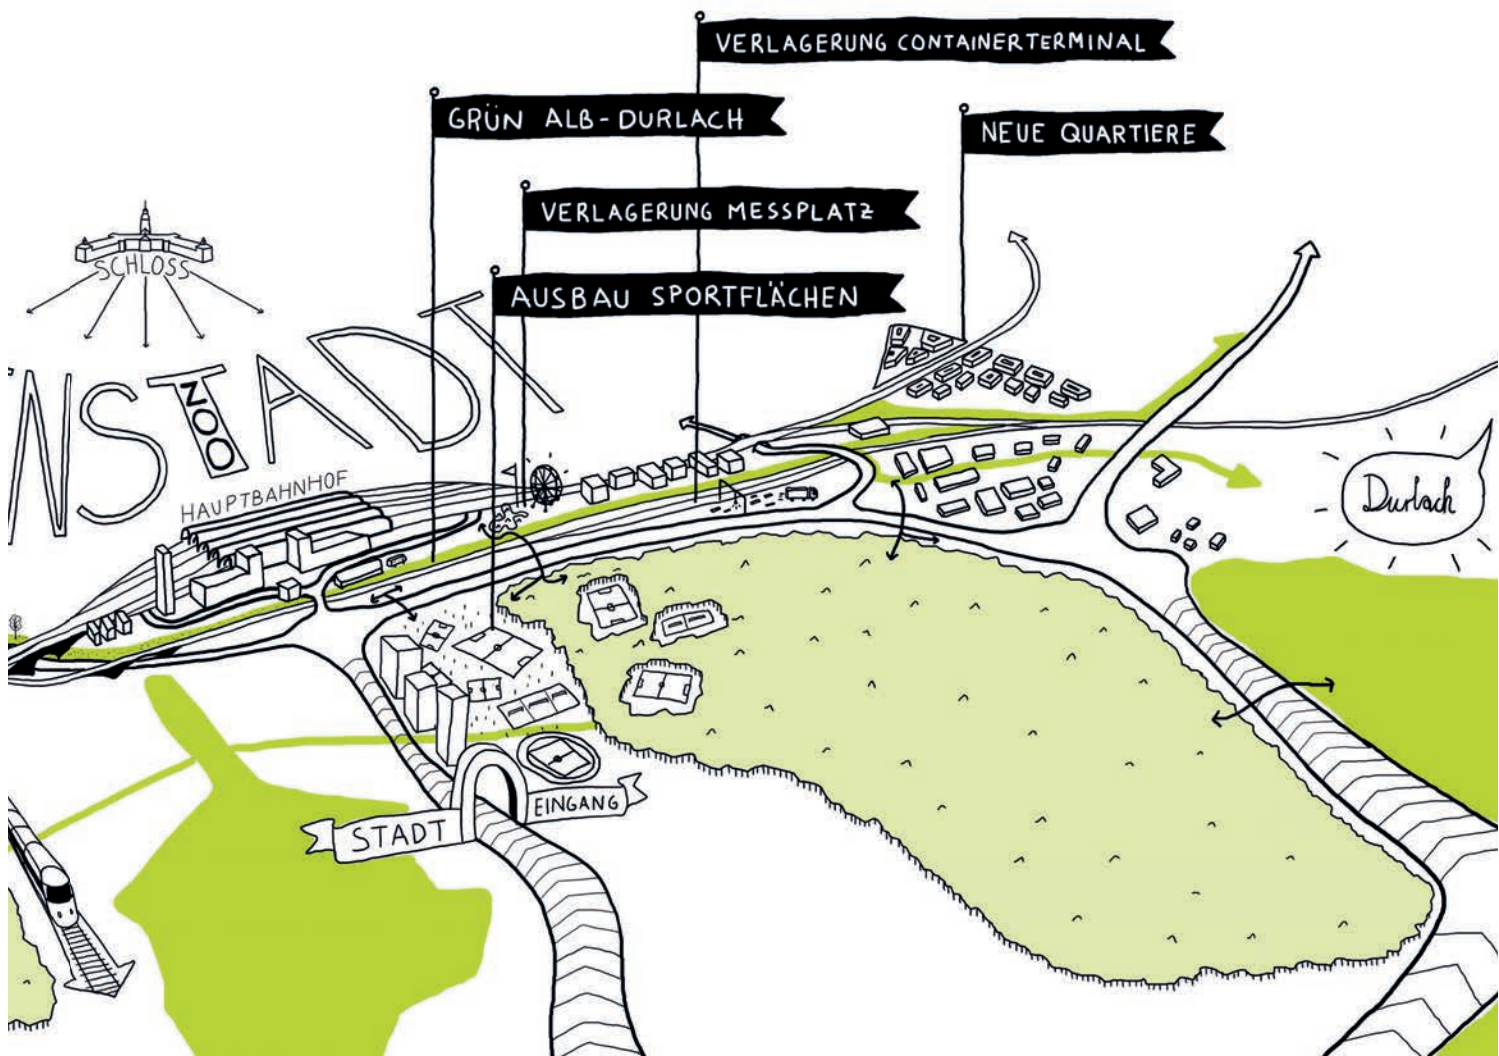 VERLAGERUNG CONTAINERTERMINAL
GRÜN ALB-DURLACH
NEUE QUARTIERE
VERLAGERUNG MESSPLATZ
SCHLOSS
AUSBAU SPORTFLÄCHEN
NSTADT
ZOO
HAUPTBAHNHOF
Durlach
STADT EINGANG